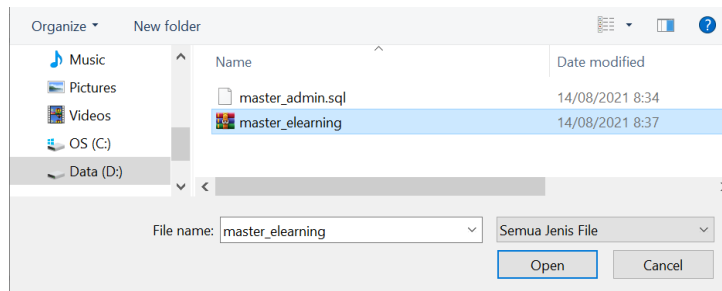 Organize New folder
Music
Pictures
Videos
OS (C:)
Data (D:)
Name Date modified
master_admin.sql 14/08/2021 8:34
master_elearning 14/08/2021 8:37
File name: master_elearning Semua Jenis File
Open Cancel